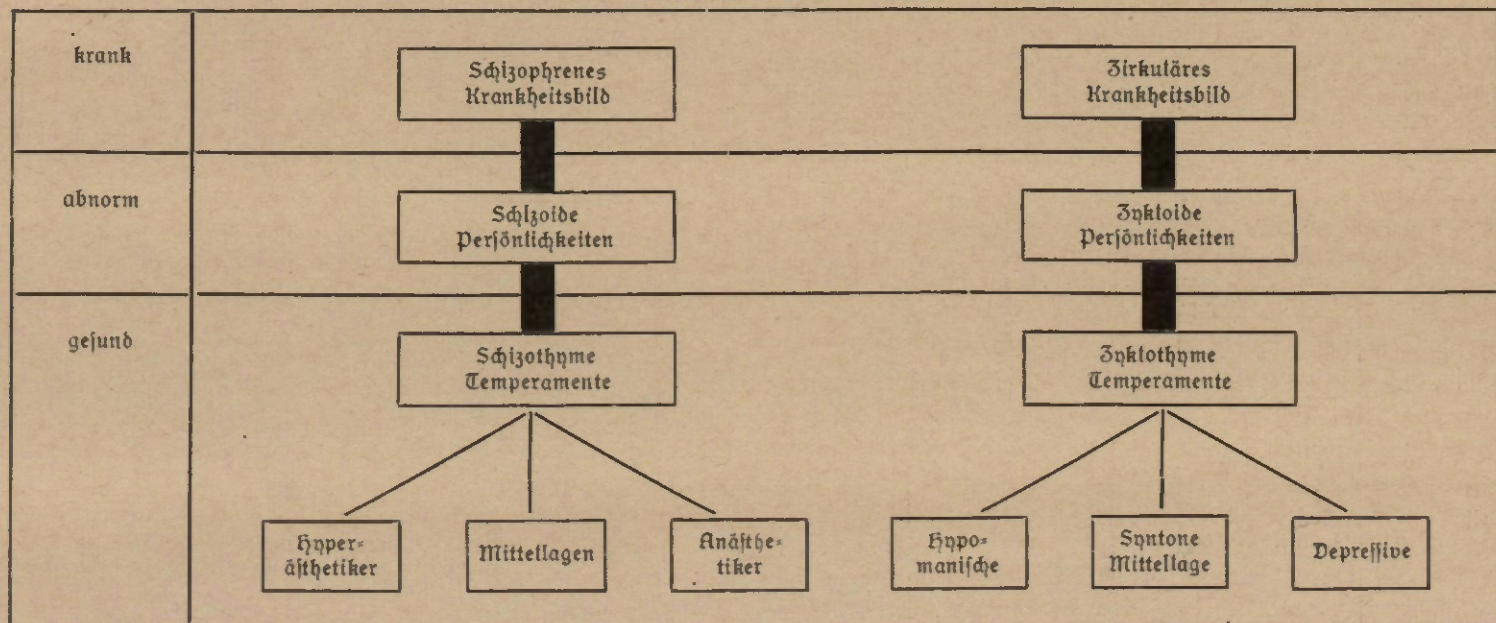 krank
Schizophrenes
Krankheitsbild
Zirkuläres
Krankheitsbild
abnorm
Schizoide
Persönlichkeiten
Zykloide
Persönlichkeiten
geſund
Schizothyme
Temperamente
Zyklothyme
Temperamente
Hyper-
äſthetiker
Mittellagen
Anäſthe-
tiker
Hypo-
maniſche
Syntone
Mittellage
Depreſſive